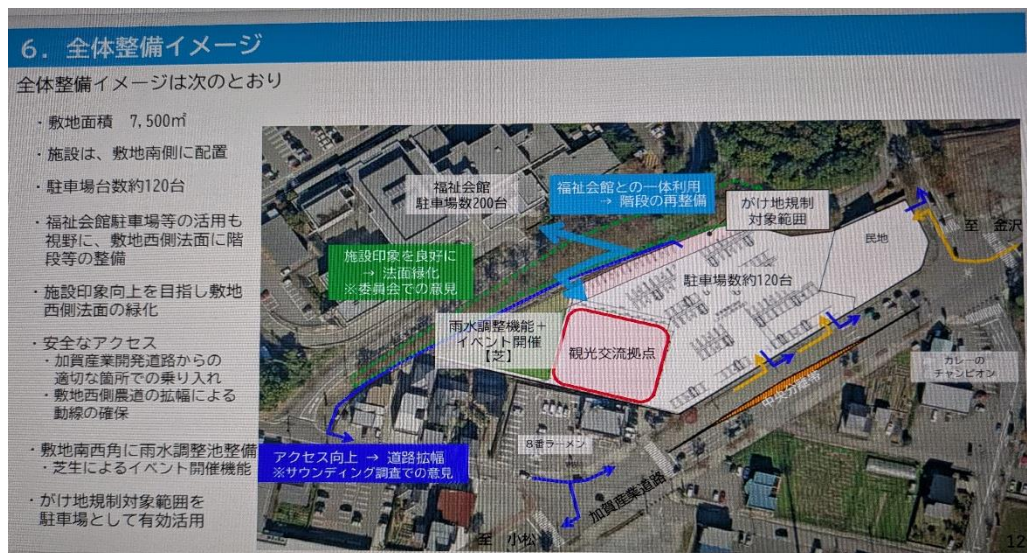 6. 全体整備イメージ
全体整備イメージは次のとおり
・敷地面積 7,500㎡
・施設は、敷地南側に配置
・駐車場台数約120台
・福祉会館駐車場等の活用も
視野に、敷地西側法面に階
段等の整備
・施設印象向上を目指し敷地
西側法面の緑化
・安全なアクセス
・加賀産業開発道路からの
適切な箇所での乗り入れ
・敷地西側農道の拡幅による
動線の確保
・敷地南西角に雨水調整池整備
・芝生によるイベント開催機能
・がけ地規制対象範囲を
駐車場として有効活用
福祉会館
駐車場数200台
福祉会館との一体利用
→ 階段の再整備
がけ地規制
対象範囲
至 金沢
民地
施設印象を良好に
→ 法面緑化
※委員会での意見
駐車場数約120台
雨水調整機能+
イベント開催
【芝】
観光交流拠点
カレーの
チャンピオン
中央分離帯
8番ラーメン
アクセス向上 → 道路拡幅
※サウンディング調査での意見
加賀産業道路
至 小松
12